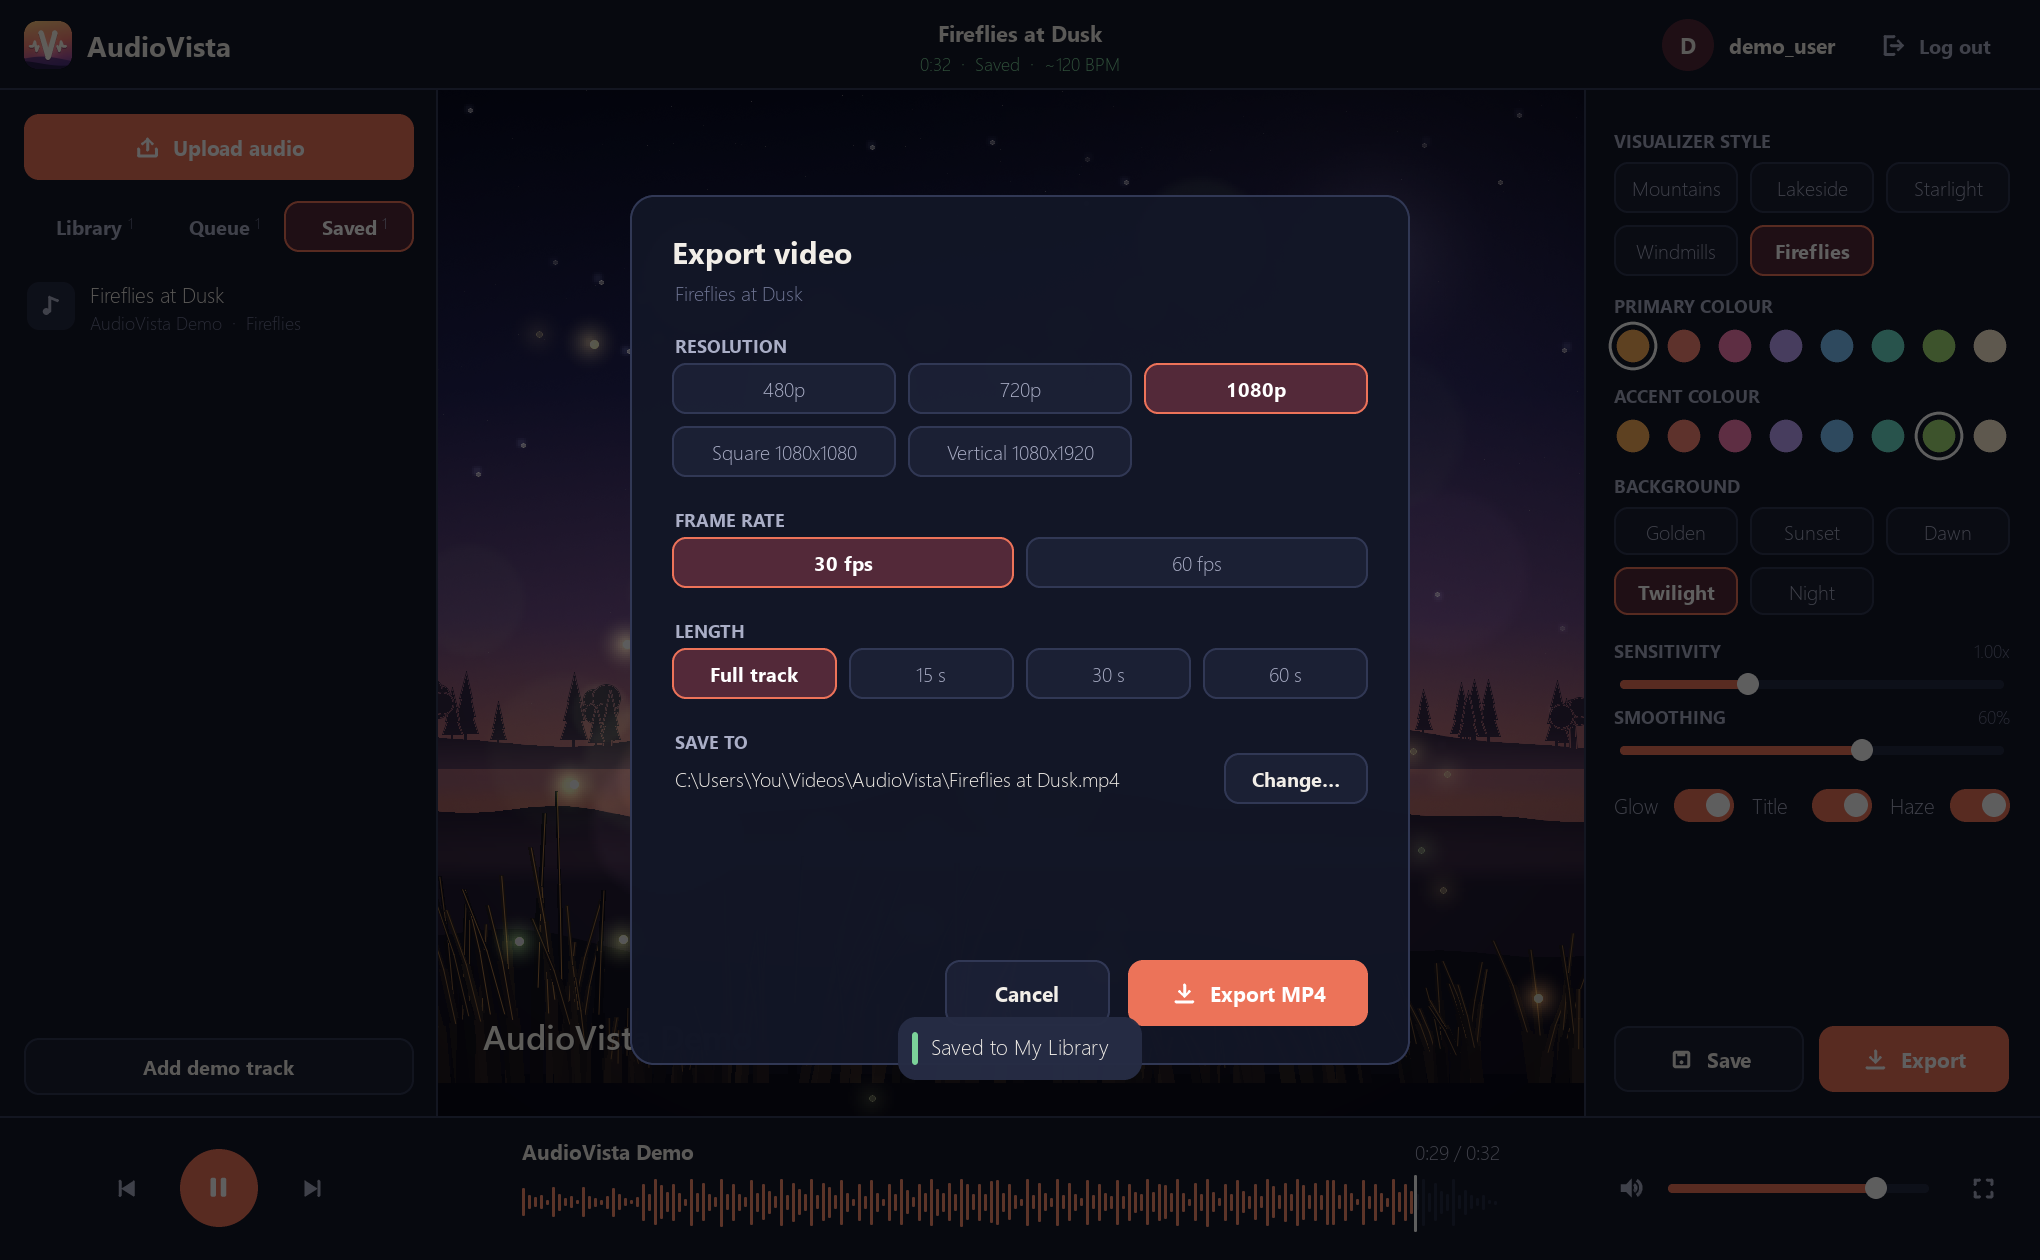 AudioVista
Fireflies at Dusk
0:32 · Saved · ~120 BPM
D
demo_user
Log out
Upload audio
Library 1
Queue 1
Saved 1
Fireflies at Dusk
AudioVista Demo · Fireflies
Add demo track
Export video
Fireflies at Dusk
RESOLUTION
480p
720p
1080p
Square 1080x1080
Vertical 1080x1920
FRAME RATE
30 fps
60 fps
LENGTH
Full track
15 s
30 s
60 s
SAVE TO
C:\Users\You\Videos\AudioVista\Fireflies at Dusk.mp4
Change...
Cancel
Export MP4
Saved to My Library
AudioVist
VISUALIZER STYLE
Mountains
Lakeside
Starlight
Windmills
Fireflies
PRIMARY COLOUR
ACCENT COLOUR
BACKGROUND
Golden
Sunset
Dawn
Twilight
Night
SENSITIVITY
1.00x
SMOOTHING
60%
Glow
Title
Haze
Save
Export
AudioVista Demo
0:29 / 0:32